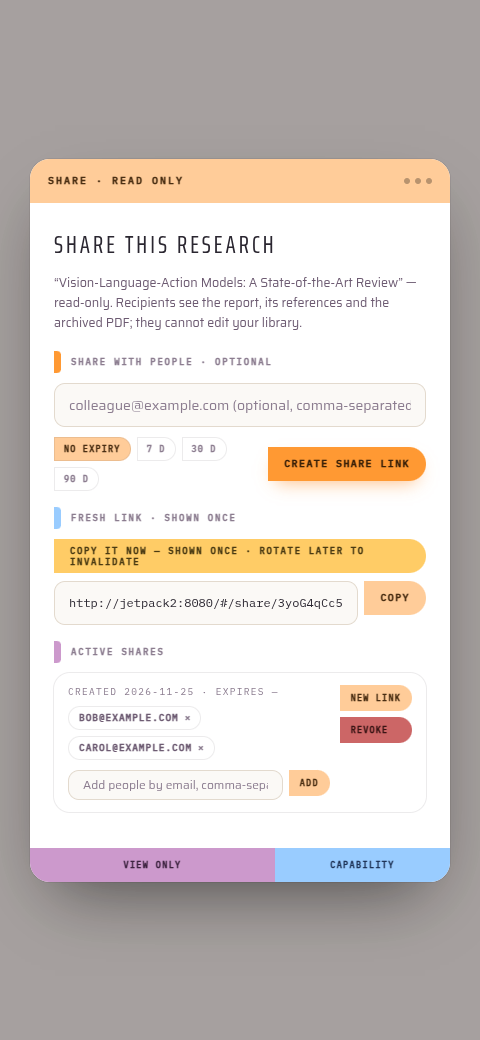 SHARE · READ ONLY
SHARE THIS RESEARCH
“Vision-Language-Action Models: A State-of-the-Art Review” —
read-only. Recipients see the report, its references and the
archived PDF; they cannot edit your library.
SHARE WITH PEOPLE · OPTIONAL
colleague@example.com (optional, comma-separated
NO EXPIRY 7 D 30 D
90 D
CREATE SHARE LINK
FRESH LINK · SHOWN ONCE
COPY IT NOW — SHOWN ONCE · ROTATE LATER TO
INVALIDATE
http://jetpack2:8080/#/share/3yoG4qCc5
COPY
ACTIVE SHARES
CREATED 2026-11-25 · EXPIRES —
BOB@EXAMPLE.COM ×
CAROL@EXAMPLE.COM ×
Add people by email, comma-sepa
ADD
NEW LINK
REVOKE
VIEW ONLY
CAPABILITY